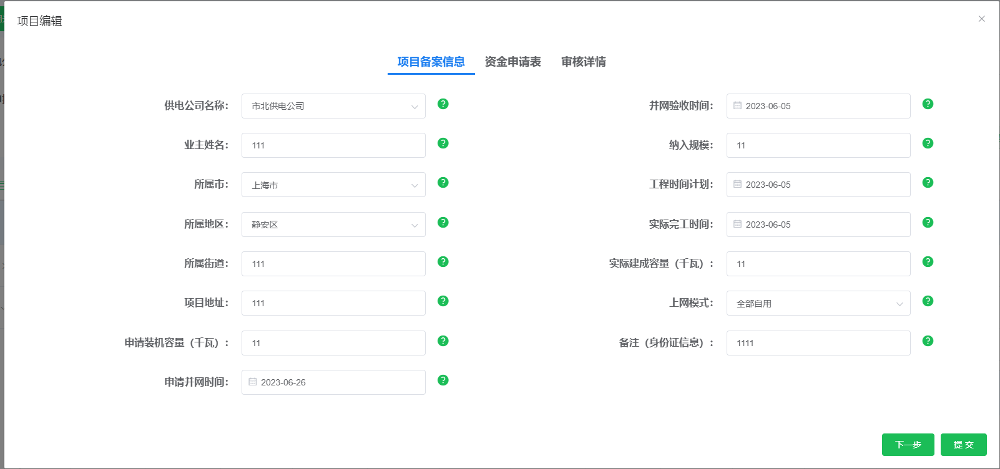 项目编辑
项目备案信息 资金申请表 审核详情
供电公司名称： 市北供电公司
并网验收时间： 2023-06-05
业主姓名： 111
纳入规模： 11
所属市： 上海市
工程时间计划： 2023-06-05
所属地区： 静安区
实际完工时间： 2023-06-05
所属街道： 111
实际建成容量（千瓦）： 11
项目地址： 111
上网模式： 全部自用
申请装机容量（千瓦）： 11
备注（身份证信息）： 1111
申请并网时间： 2023-06-26
下一步 提 交